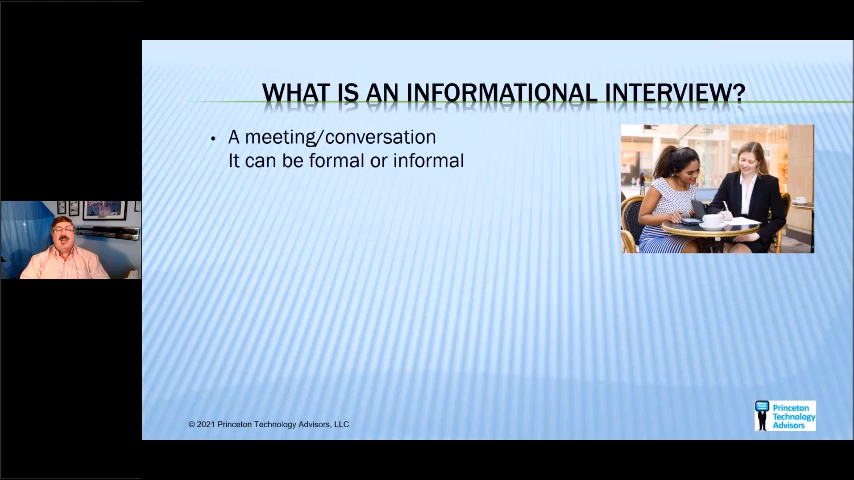 WHAT IS AN INFORMATIONAL INTERVIEW?
• A meeting/conversation
It can be formal or informal
© 2021 Princeton Technology Advisors, LLC
Princeton
Technology
Advisors